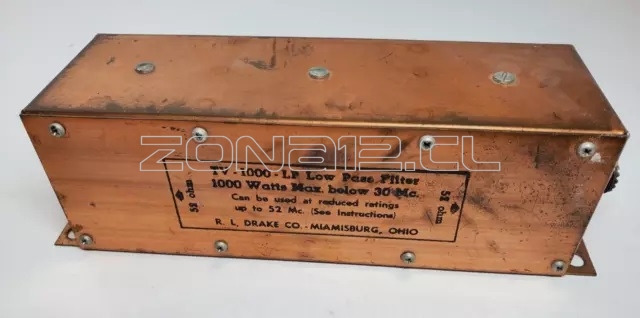 ZONA12.CL
TV-1000-LP Low Pass Filter
1000 Watts Max. below 30 Mc.
Can be used at reduced ratings
up to 52 Mc. (See Instructions)
R. L. DRAKE CO.-MIAMISBURG, OHIO
52 ohm
52 ohm